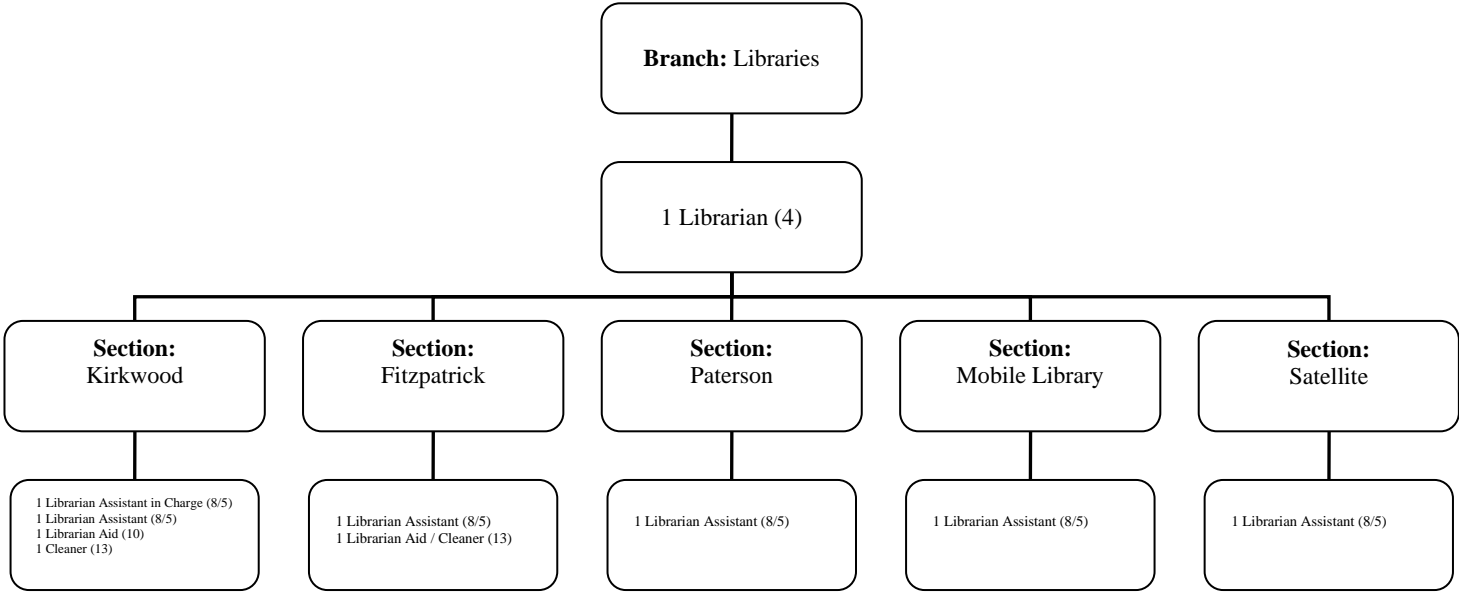 Branch: Libraries
1 Librarian (4)
Section:
Kirkwood
Section:
Fitzpatrick
Section:
Paterson
Section:
Mobile Library
Section:
Satellite
1 Librarian Assistant in Charge (8/5)
1 Librarian Assistant (8/5)
1 Librarian Aid (10)
1 Cleaner (13)
1 Librarian Assistant (8/5)
1 Librarian Aid / Cleaner (13)
1 Librarian Assistant (8/5)
1 Librarian Assistant (8/5)
1 Librarian Assistant (8/5)